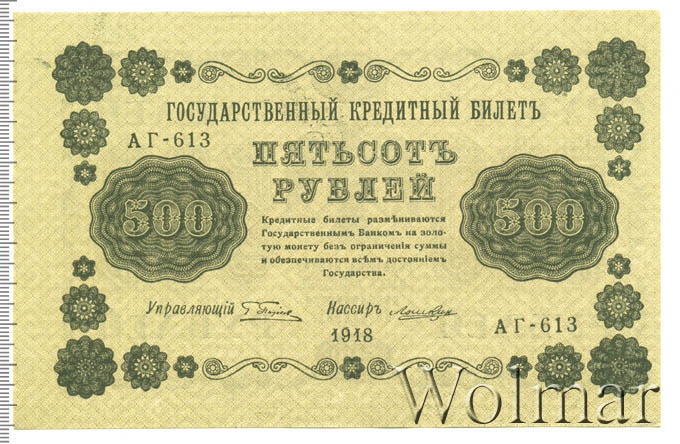 ГОСУДАРСТВЕННЫЙ КРЕДИТНЫЙ БИЛЕТЪ
АГ-613
ПЯТЬСОТЪ
РУБЛЕЙ
500
500
Кредитные билеты размѣниваются
Государственнымъ Банкомъ на золо-
тую монету безъ ограниченія суммы
и обезпечиваются всѣмъ достояніемъ
Государства.
Управляющій
Кассиръ
1918
АГ-613
Wolmar